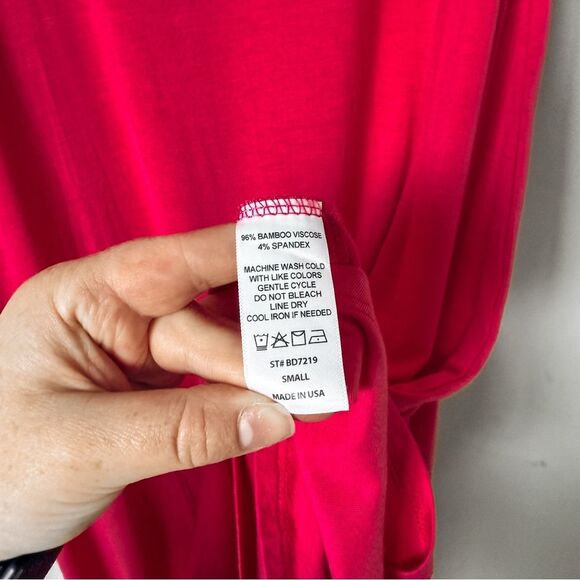 96% BAMBOO VISCOSE
4% SPANDEX
MACHINE WASH COLD
WITH LIKE COLORS
GENTLE CYCLE
DO NOT BLEACH
LINE DRY
COOL IRON IF NEEDED
ST# BD7219
SMALL
MADE IN USA